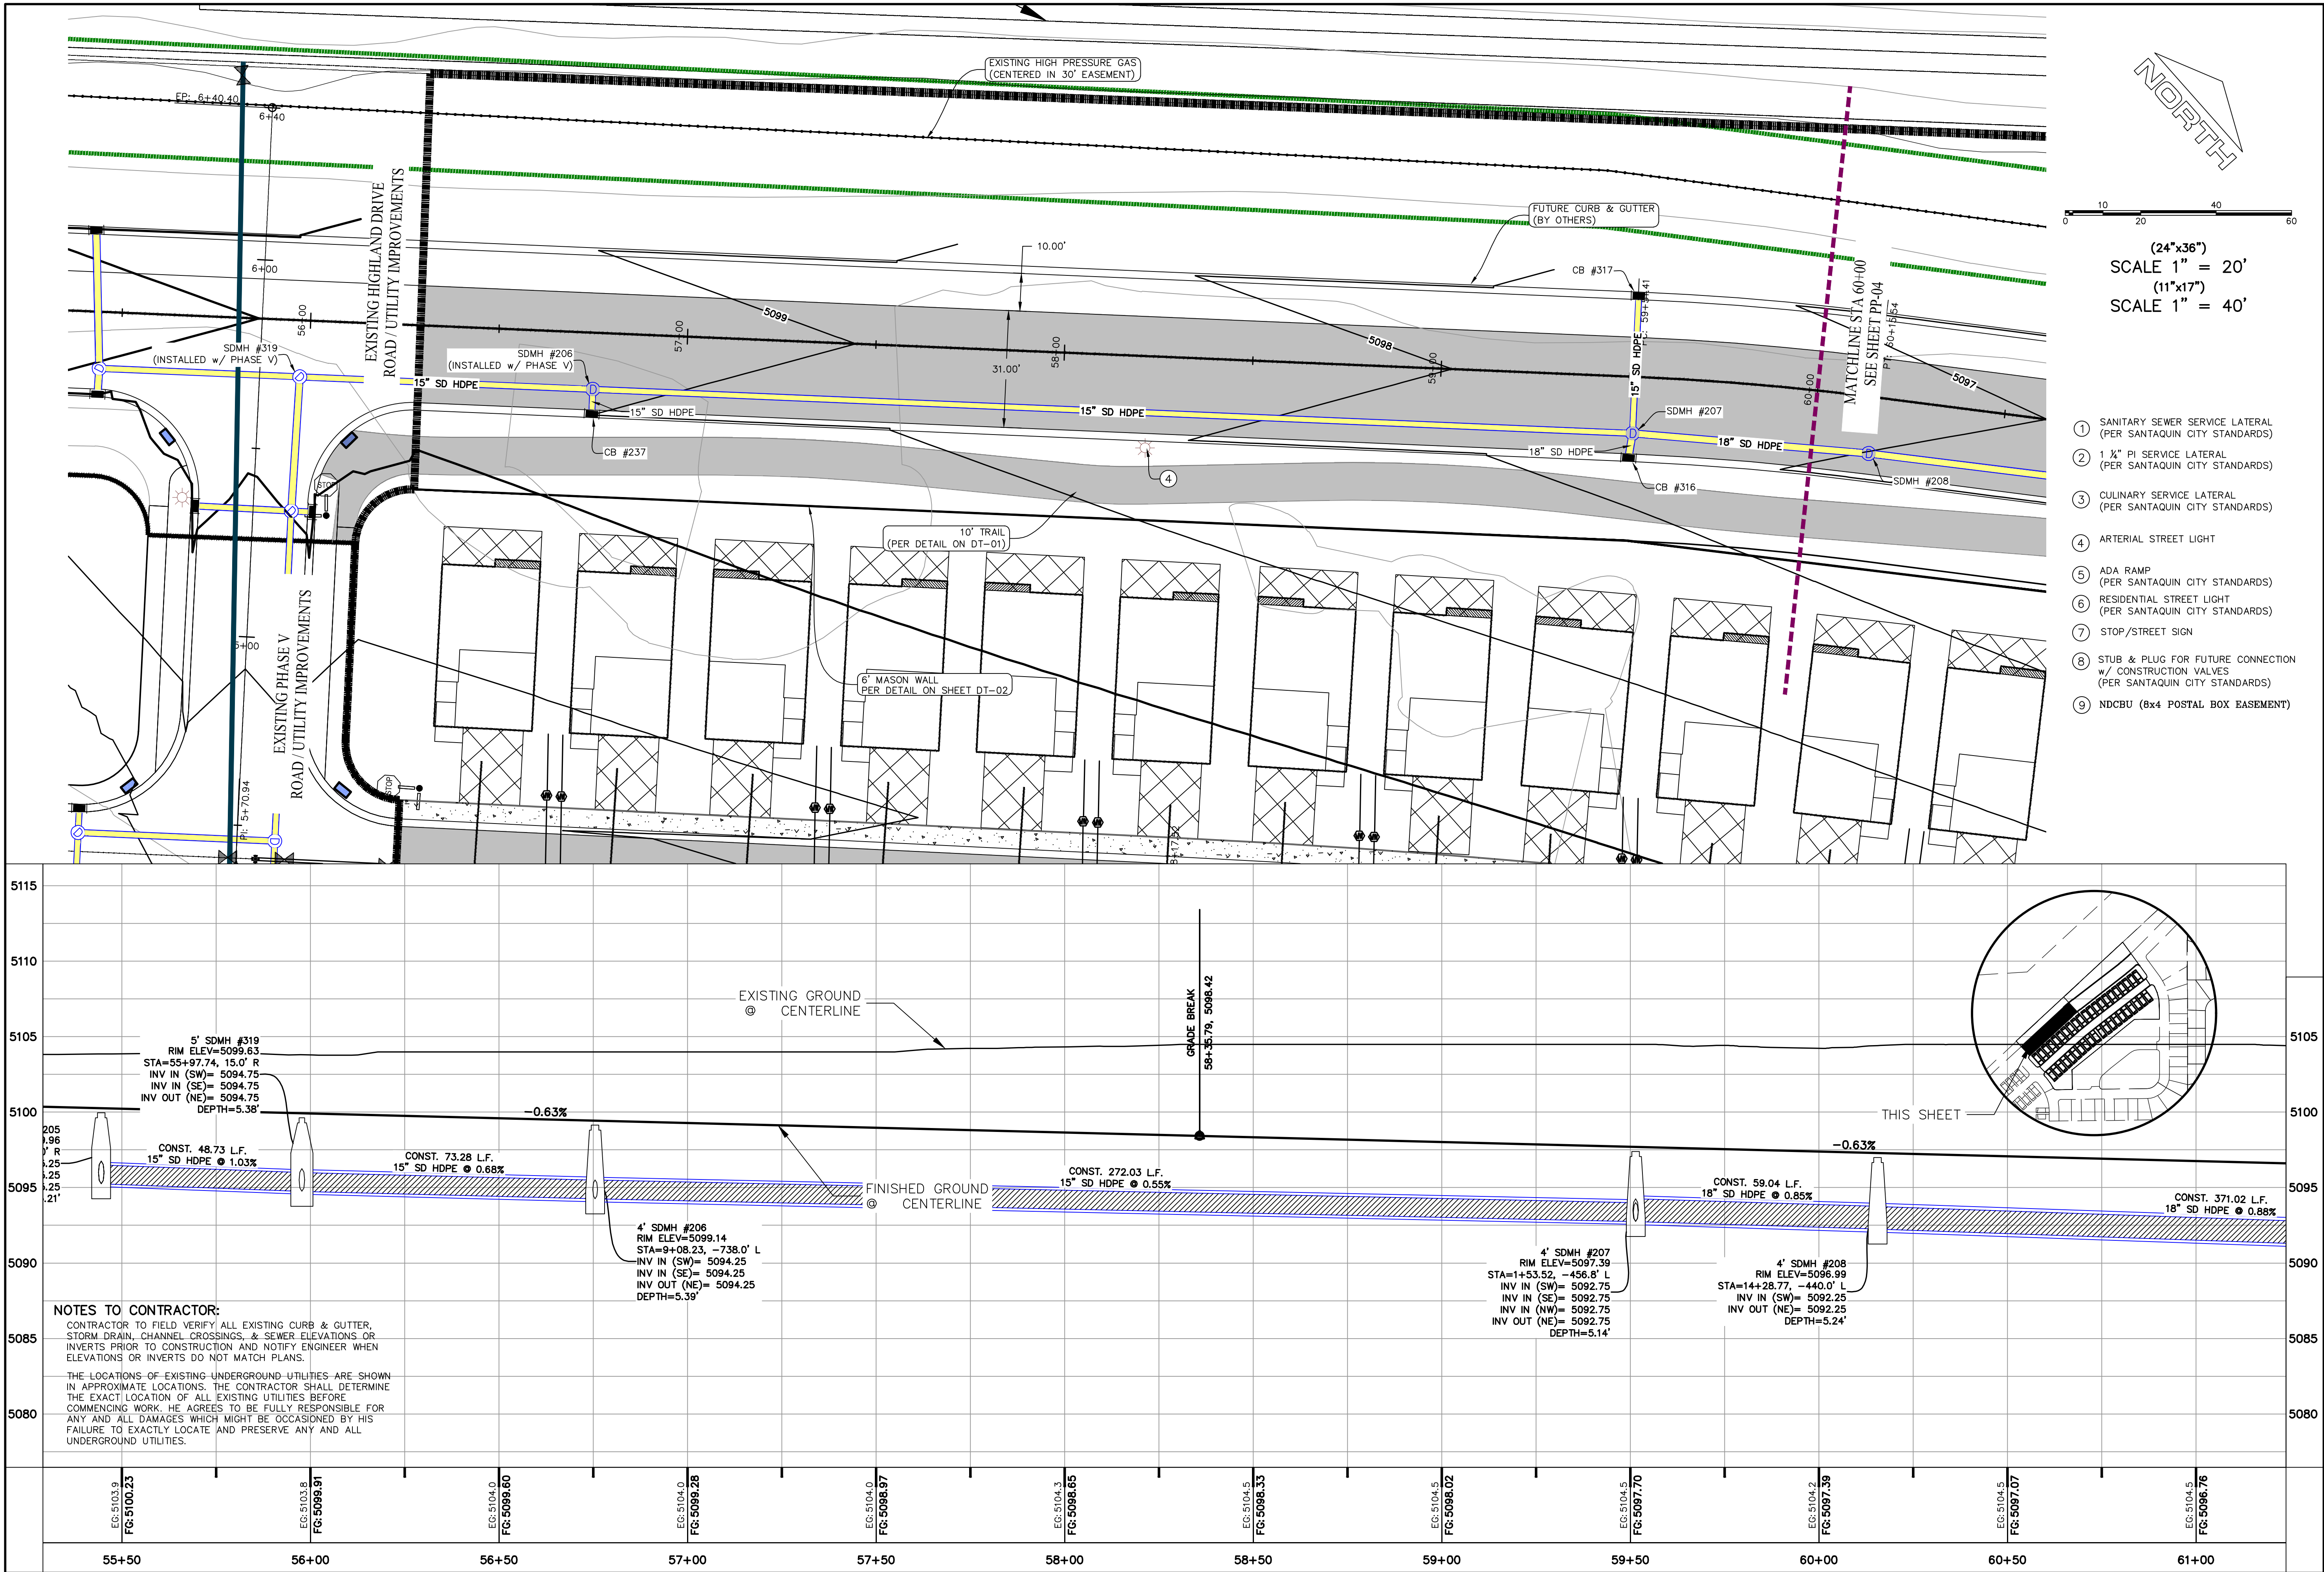 EXISTING HIGH PRESSURE GAS
(CENTERED IN 30' EASEMENT)
EP: 6+40.40
6+40
6+00
5+00
PI: 5+70.94
EXISTING HIGHLAND DRIVE
ROAD / UTILITY IMPROVEMENTS
EXISTING PHASE V
ROAD / UTILITY IMPROVEMENTS
SDMH #319
(INSTALLED w/ PHASE V)
SDMH #206
(INSTALLED w/ PHASE V)
56+00
57+00
58+00
59+00
60+00
5099
5098
5097
10.00'
31.00'
FUTURE CURB & GUTTER
(BY OTHERS)
CB #317
15" SD HDPE
15" SD HDPE
15" SD HDPE
15" SD HDPE
18" SD HDPE
18" SD HDPE
CB #237
SDMH #207
SDMH #208
CB #316
MATCHLINE STA 60+00
SEE SHEET PP-04
PT: 60+15.54
STOP
STOP
4
10' TRAIL
(PER DETAIL ON DT-01)
6' MASON WALL
PER DETAIL ON SHEET DT-02
NORTH
0 10 20 40 60
(24"x36")
SCALE 1" = 20'
(11"x17")
SCALE 1" = 40'
1 SANITARY SEWER SERVICE LATERAL
(PER SANTAQUIN CITY STANDARDS)
2 1 ¼" PI SERVICE LATERAL
(PER SANTAQUIN CITY STANDARDS)
3 CULINARY SERVICE LATERAL
(PER SANTAQUIN CITY STANDARDS)
4 ARTERIAL STREET LIGHT
5 ADA RAMP
(PER SANTAQUIN CITY STANDARDS)
6 RESIDENTIAL STREET LIGHT
(PER SANTAQUIN CITY STANDARDS)
7 STOP/STREET SIGN
8 STUB & PLUG FOR FUTURE CONNECTION
w/ CONSTRUCTION VALVES
(PER SANTAQUIN CITY STANDARDS)
9 NDCBU (8x4 POSTAL BOX EASEMENT)
5115
5110
5105
5100
5095
5090
5085
5080
5105
5100
5095
5090
5085
5080
EXISTING GROUND
@ CENTERLINE
GRADE BREAK
58+35.79, 5098.42
5' SDMH #319
RIM ELEV=5099.63
STA=55+97.74, 15.0' R
INV IN (SW)= 5094.75
INV IN (SE)= 5094.75
INV OUT (NE)= 5094.75
DEPTH=5.38'
205
9.96
0' R
5.25
5.25
5.25
.21'
-0.63%
-0.63%
CONST. 48.73 L.F.
15" SD HDPE @ 1.03%
CONST. 73.28 L.F.
15" SD HDPE @ 0.68%
FINISHED GROUND
@ CENTERLINE
CONST. 272.03 L.F.
15" SD HDPE @ 0.55%
CONST. 59.04 L.F.
18" SD HDPE @ 0.85%
CONST. 371.02 L.F.
18" SD HDPE @ 0.88%
THIS SHEET
4' SDMH #206
RIM ELEV=5099.14
STA=9+08.23, -738.0' L
INV IN (SW)= 5094.25
INV IN (SE)= 5094.25
INV OUT (NE)= 5094.25
DEPTH=5.39'
4' SDMH #207
RIM ELEV=5097.39
STA=1+53.52, -456.8' L
INV IN (SW)= 5092.75
INV IN (SE)= 5092.75
INV IN (NW)= 5092.75
INV OUT (NE)= 5092.75
DEPTH=5.14'
4' SDMH #208
RIM ELEV=5096.99
STA=14+28.77, -440.0' L
INV IN (SW)= 5092.25
INV OUT (NE)= 5092.25
DEPTH=5.24'
NOTES TO CONTRACTOR:
CONTRACTOR TO FIELD VERIFY ALL EXISTING CURB & GUTTER,
STORM DRAIN, CHANNEL CROSSINGS, & SEWER ELEVATIONS OR
INVERTS PRIOR TO CONSTRUCTION AND NOTIFY ENGINEER WHEN
ELEVATIONS OR INVERTS DO NOT MATCH PLANS.
THE LOCATIONS OF EXISTING UNDERGROUND UTILITIES ARE SHOWN
IN APPROXIMATE LOCATIONS. THE CONTRACTOR SHALL DETERMINE
THE EXACT LOCATION OF ALL EXISTING UTILITIES BEFORE
COMMENCING WORK. HE AGREES TO BE FULLY RESPONSIBLE FOR
ANY AND ALL DAMAGES WHICH MIGHT BE OCCASIONED BY HIS
FAILURE TO EXACTLY LOCATE AND PRESERVE ANY AND ALL
UNDERGROUND UTILITIES.
EG: 5103.9
FG: 5100.23
EG: 5103.8
FG: 5099.91
EG: 5104.0
FG: 5099.60
EG: 5104.0
FG: 5099.28
EG: 5104.0
FG: 5098.97
EG: 5104.3
FG: 5098.65
EG: 5104.5
FG: 5098.33
EG: 5104.5
FG: 5098.02
EG: 5104.5
FG: 5097.70
EG: 5104.2
FG: 5097.39
EG: 5104.5
FG: 5097.07
EG: 5104.5
FG: 5096.76
55+50 56+00 56+50 57+00 57+50 58+00 58+50 59+00 59+50 60+00 60+50 61+00